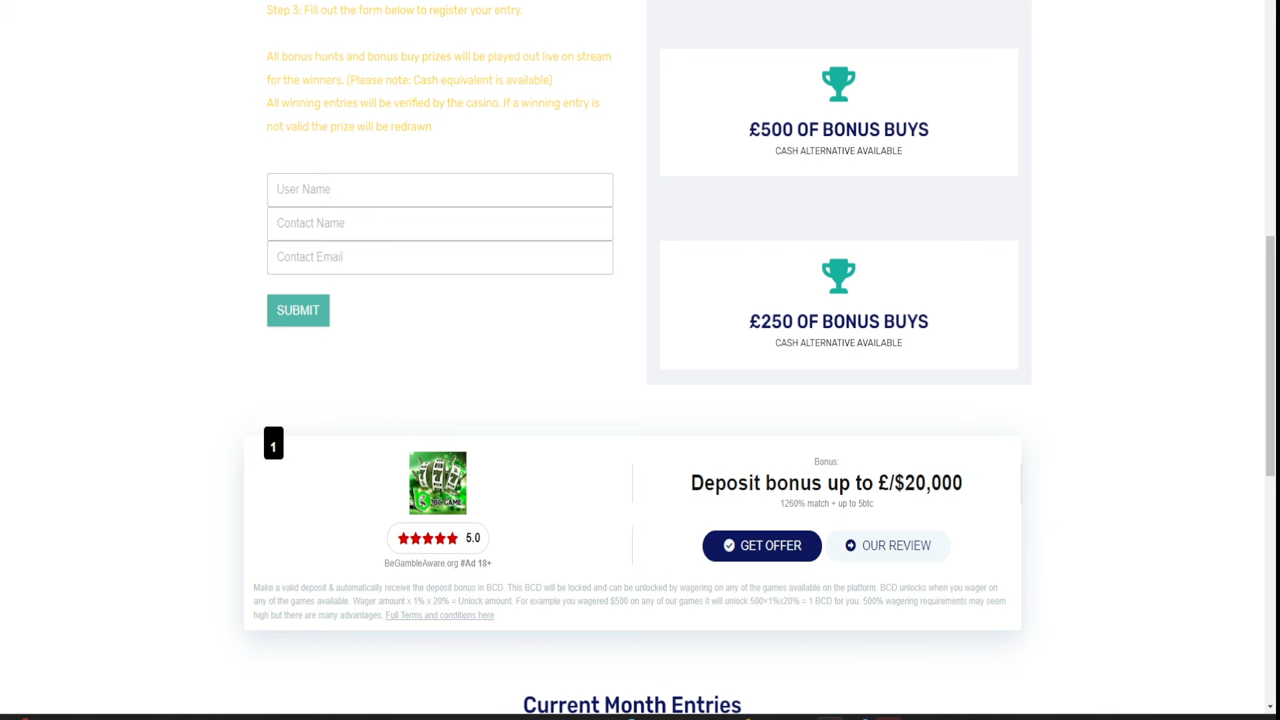 Step 3: Fill out the form below to register your entry.
All bonus hunts and bonus buy prizes will be played out live on stream
for the winners. (Please note: Cash equivalent is available)
All winning entries will be verified by the casino. If a winning entry is
not valid the prize will be redrawn
User Name
Contact Name
Contact Email
SUBMIT
£500 OF BONUS BUYS
CASH ALTERNATIVE AVAILABLE
£250 OF BONUS BUYS
CASH ALTERNATIVE AVAILABLE
1
BC.GAME
5.0
BeGambleAware.org #Ad 18+
Bonus:
Deposit bonus up to £/$20,000
1260% match + up to 5btc
GET OFFER
OUR REVIEW
Make a valid deposit & automatically receive the deposit bonus in BCD. This BCD will be locked and can be unlocked by wagering on any of the games available on the platform. BCD unlocks when you wager on
any of the games available. Wager amount x 1% x 20% = Unlock amount. For example you wagered $500 on any of our games it will unlock 500×1%x20% = 1 BCD for you. 500% wagering requirements may seem
high but there are many advantages. Full Terms and conditions here
Current Month Entries